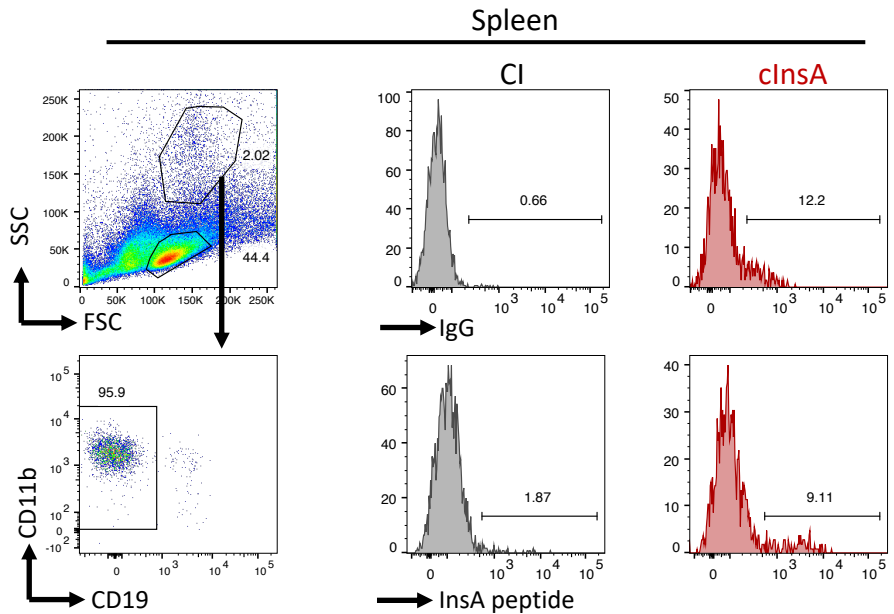 Spleen
CI
cInsA
250K
200K
150K
100K
50K
0
SSC
2.02
44.4
0 50K 100K 150K 200K 250K
FSC
100
80
60
40
20
0
0.66
0 10^3 10^4 10^5
IgG
50
40
30
20
10
0
12.2
0 10^3 10^4 10^5
10^5
10^4
10^3
10^2
0
-10^2
CD11b
95.9
0 10^3 10^4 10^5
CD19
60
40
20
0
1.87
0 10^3 10^4 10^5
InsA peptide
40
30
20
10
0
9.11
0 10^3 10^4 10^5